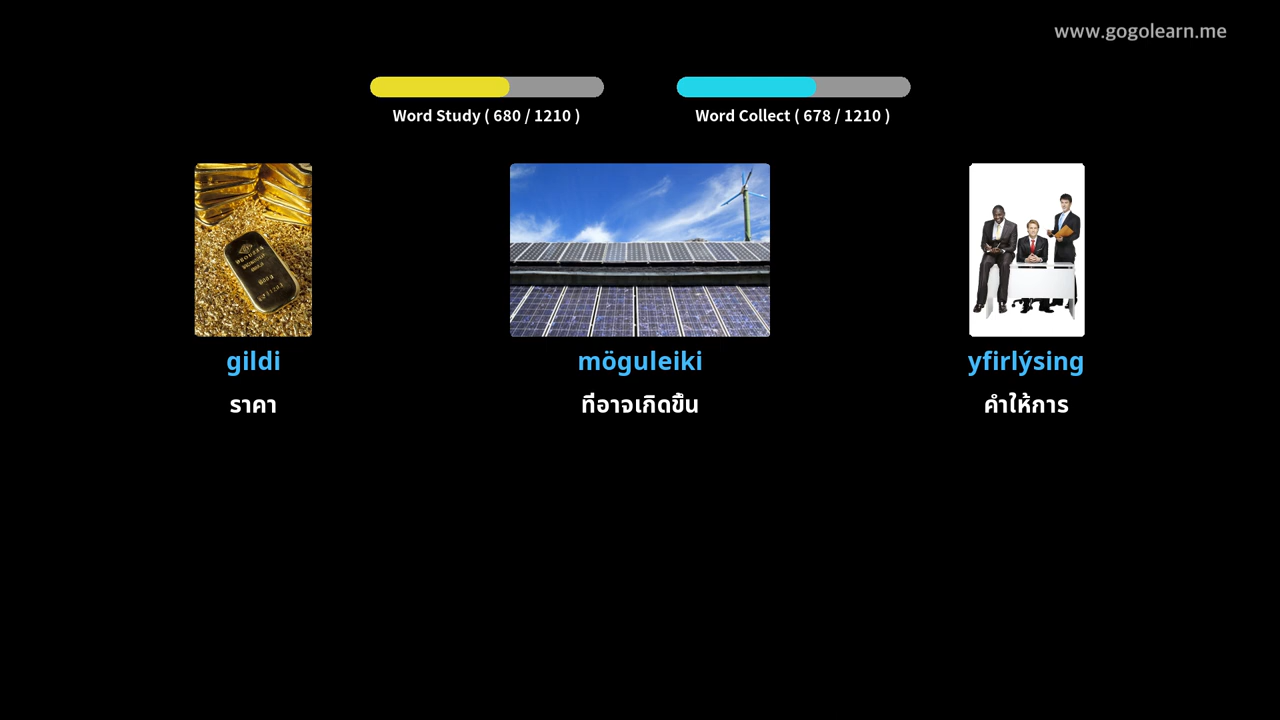 www.gogolearn.me
Word Study ( 680 / 1210 )
Word Collect ( 678 / 1210 )
gildi
möguleiki
yfirlýsing
ราคา
ที่อาจเกิดขึ้น
คำให้การ